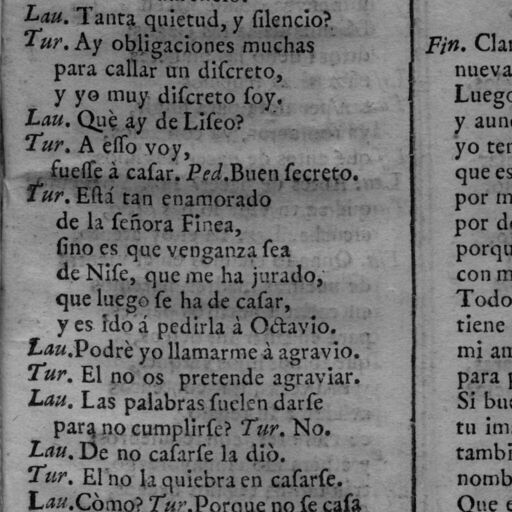 Lau. Tanta quietud, y ſilencio?
Tur. Ay obligaciones muchas
para callar un diſcreto,
y yo muy diſcreto ſoy.
Lau. Què ay de Liſeo?
Tur. A eſſo voy,
fueſſe à caſar. Ped. Buen ſecreto.
Tur. Eſtá tan enamorado
de la ſeñora Finea,
ſino es que venganza ſea
de Niſe, que me ha jurado,
que luego ſe ha de caſar,
y es ido á pedirla à Octavio.
Lau. Podrè yo llamarme à agravio.
Tur. El no os pretende agraviar.
Lau. Las palabras ſuelen darſe
para no cumplirſe? Tur. No.
Lau. De no caſarſe la diò.
Tur. El no la quiebra en caſarſe.
Lau. Còmo? Tur. Porque no ſe caſa
Fin. Clar
nueva
Luego
y aun
yo ten
que es
por m
por d
porqu
con m
Todo
tiene
mi am
para p
Si bu
tu im
tambi
nomb
Que e